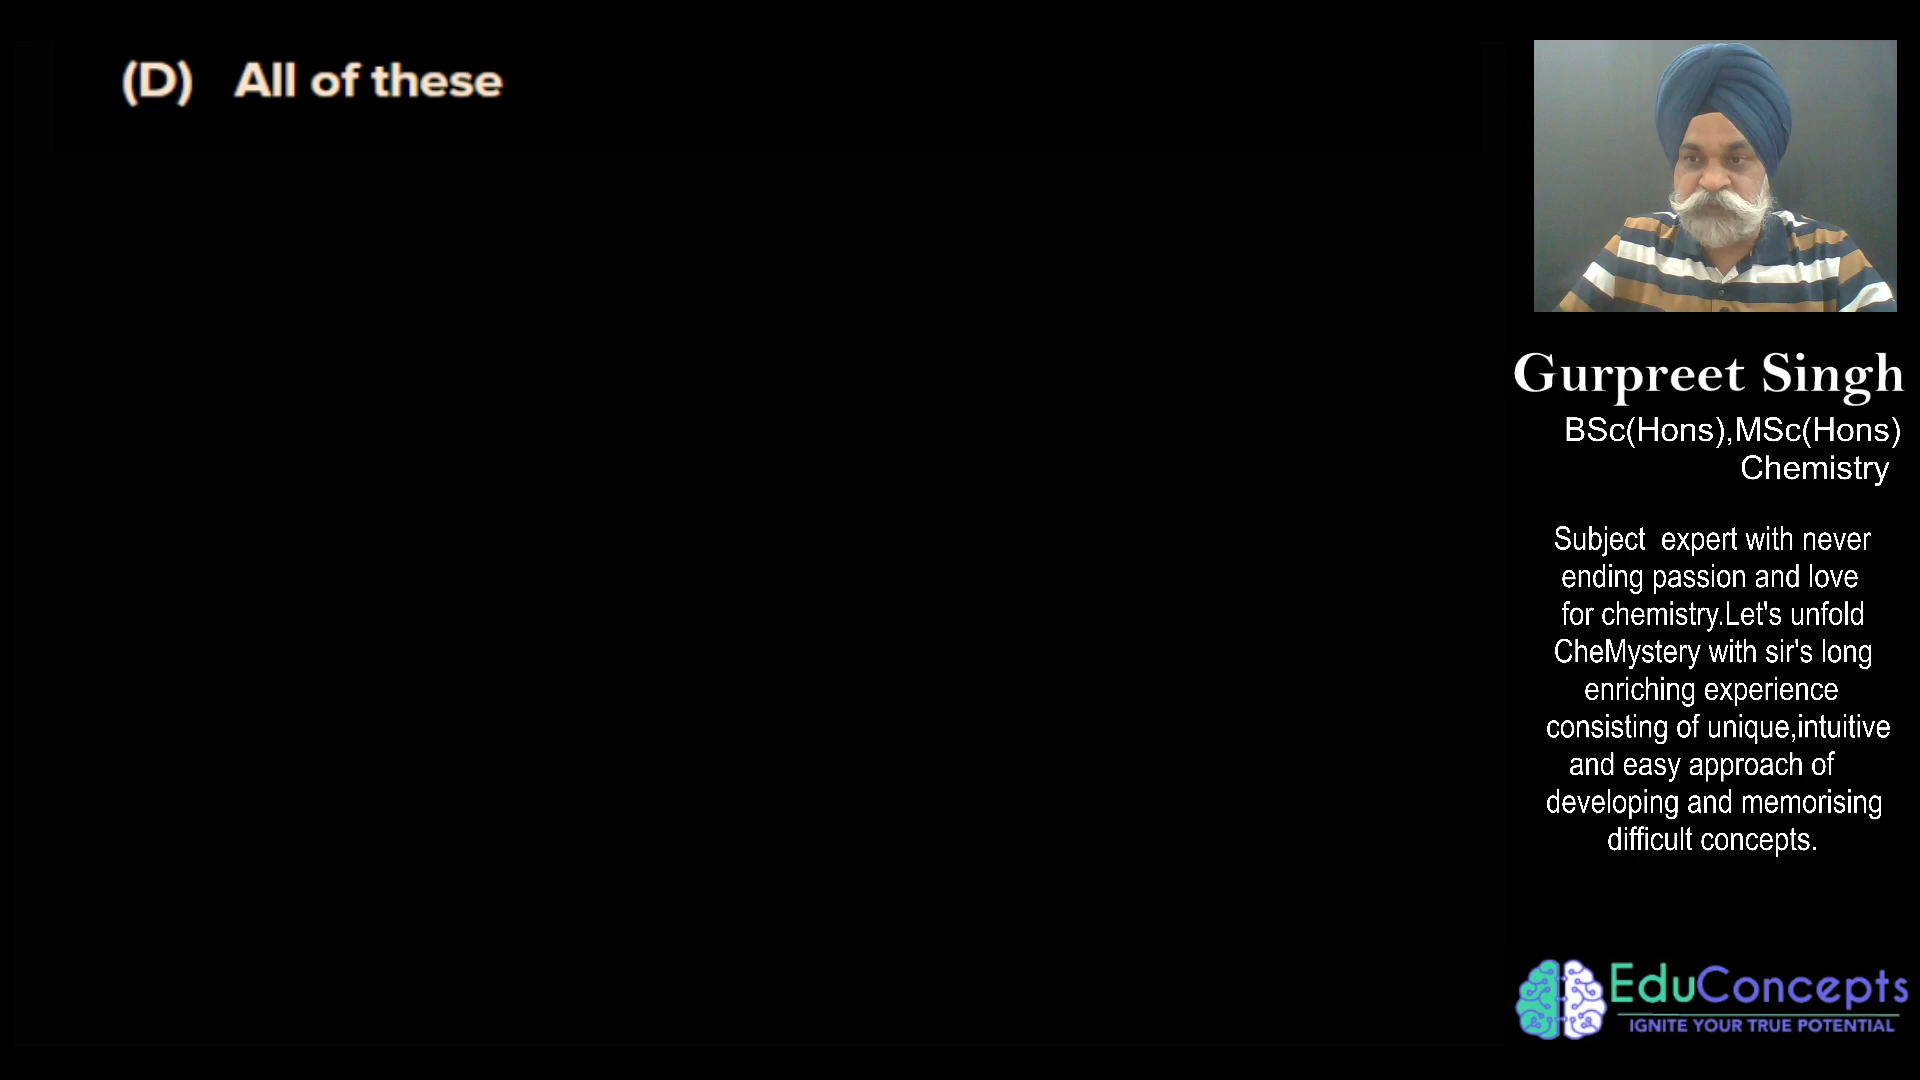 (D) All of these
Gurpreet Singh
BSc(Hons),MSc(Hons)
Chemistry
Subject expert with never
ending passion and love
for chemistry.Let's unfold
CheMystery with sir's long
enriching experience
consisting of unique,intuitive
and easy approach of
developing and memorising
difficult concepts.
EduConcepts
IGNITE YOUR TRUE POTENTIAL